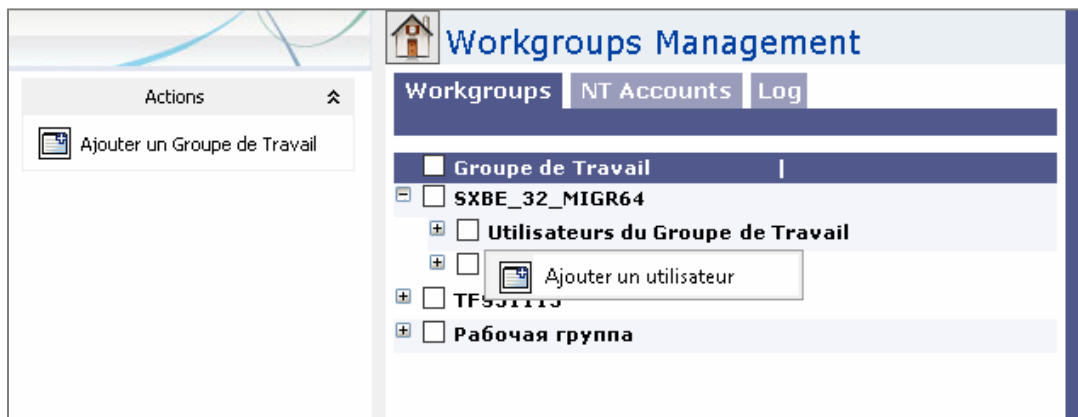 Workgroups Management
Workgroups NT Accounts Log
Actions
Ajouter un Groupe de Travail
Groupe de Travail
SXBE_32_MIGR64
Utilisateurs du Groupe de Travail
Ajouter un utilisateur
Рабочая группа